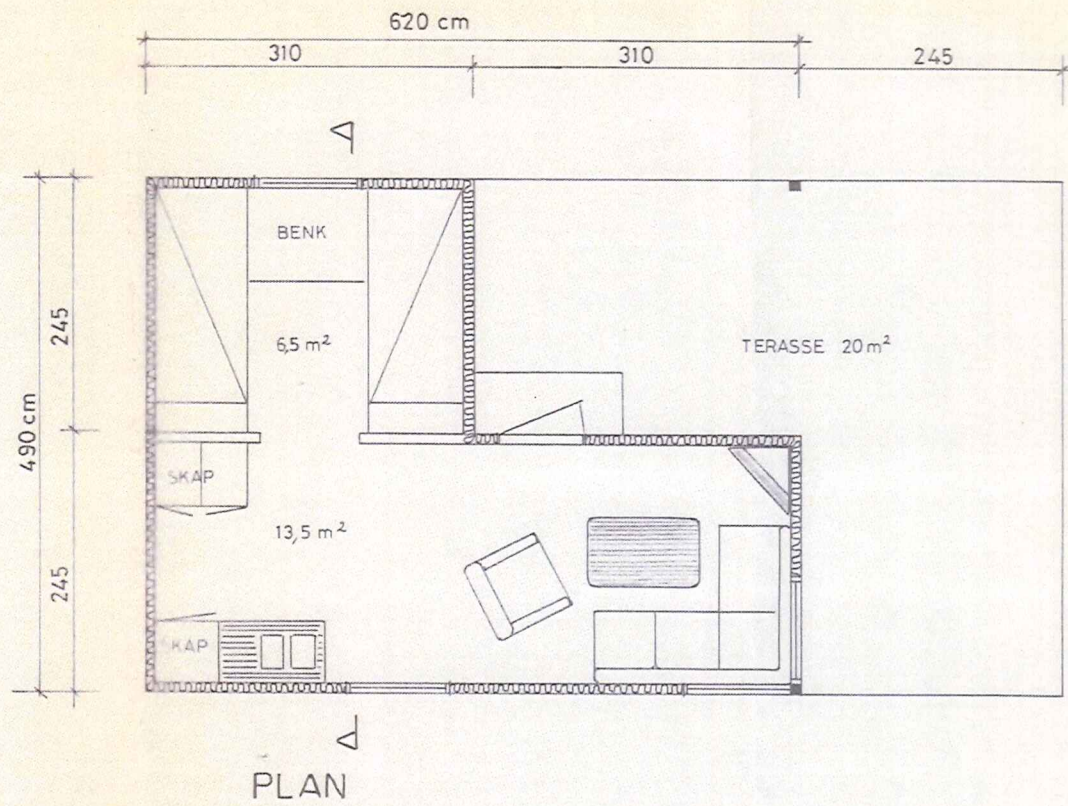 620 cm
310
310
245
BENK
245
6,5 m²
TERASSE 20 m²
490 cm
SKAP
13,5 m²
245
SKAP
PLAN